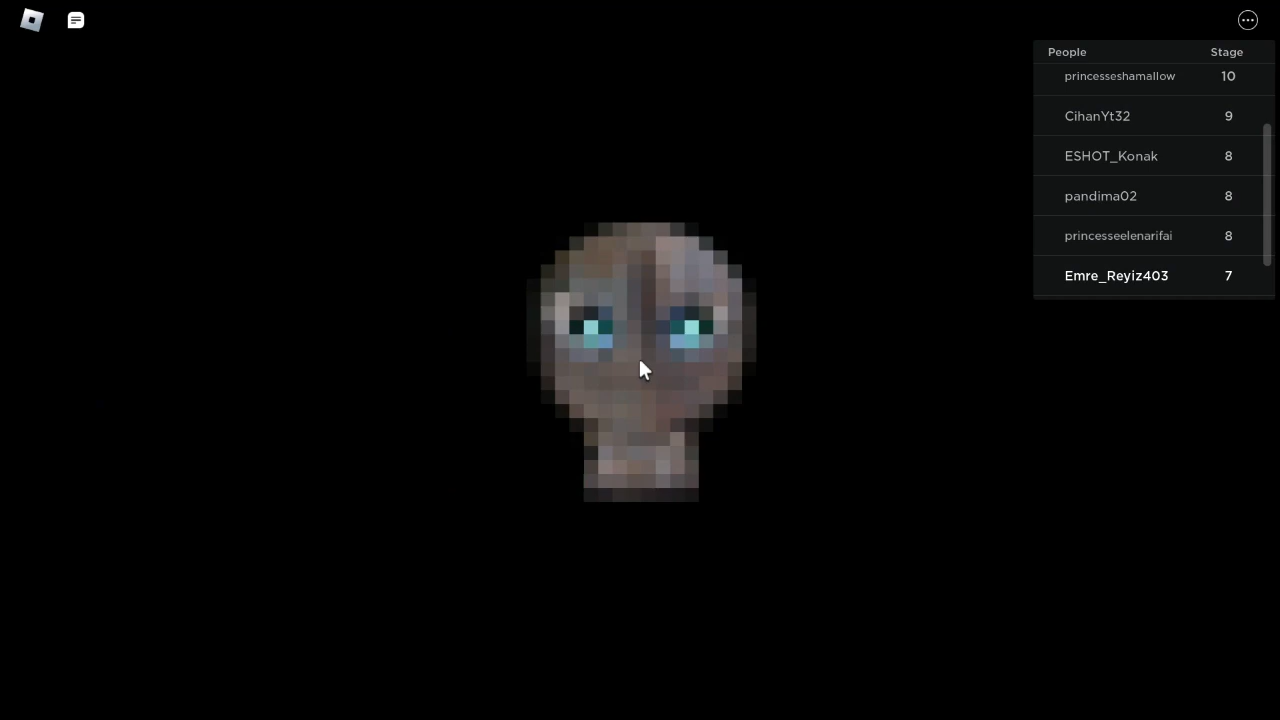 People Stage
princesseshamallow 10
CihanYt32 9
ESHOT_Konak 8
pandima02 8
princesseelenarifai 8
Emre_Reyiz403 7